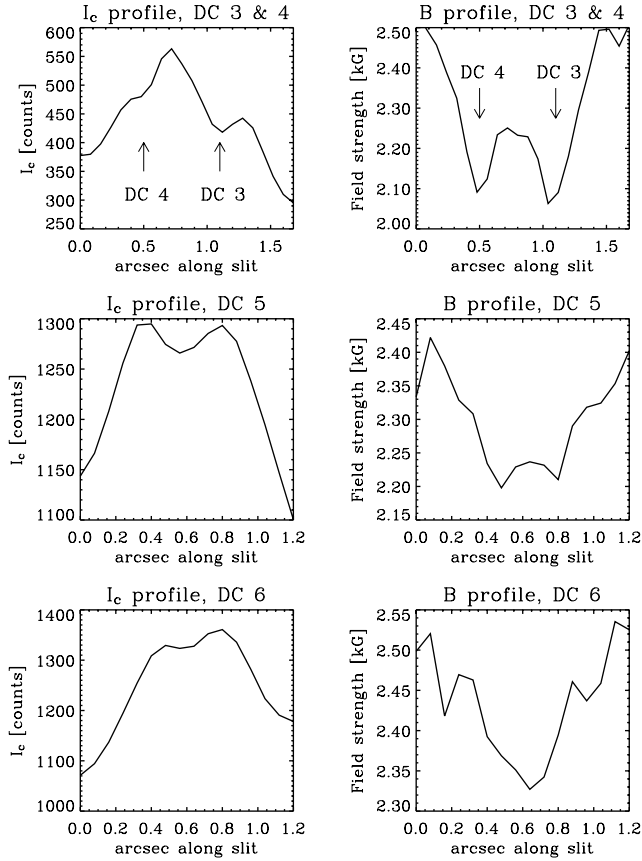 I_c profile, DC 3 & 4
I_c [counts]
600
550
500
450
400
350
300
250
DC 4
DC 3
0.0 0.5 1.0 1.5
arcsec along slit
B profile, DC 3 & 4
Field strength [kG]
2.50
2.40
2.30
2.20
2.10
2.00
DC 4
DC 3
0.0 0.5 1.0 1.5
arcsec along slit
I_c profile, DC 5
I_c [counts]
1300
1250
1200
1150
1100
0.0 0.2 0.4 0.6 0.8 1.0 1.2
arcsec along slit
B profile, DC 5
Field strength [kG]
2.45
2.40
2.35
2.30
2.25
2.20
2.15
0.0 0.2 0.4 0.6 0.8 1.0 1.2
arcsec along slit
I_c profile, DC 6
I_c [counts]
1400
1300
1200
1100
1000
0.0 0.2 0.4 0.6 0.8 1.0 1.2
arcsec along slit
B profile, DC 6
Field strength [kG]
2.55
2.50
2.45
2.40
2.35
2.30
0.0 0.2 0.4 0.6 0.8 1.0 1.2
arcsec along slit